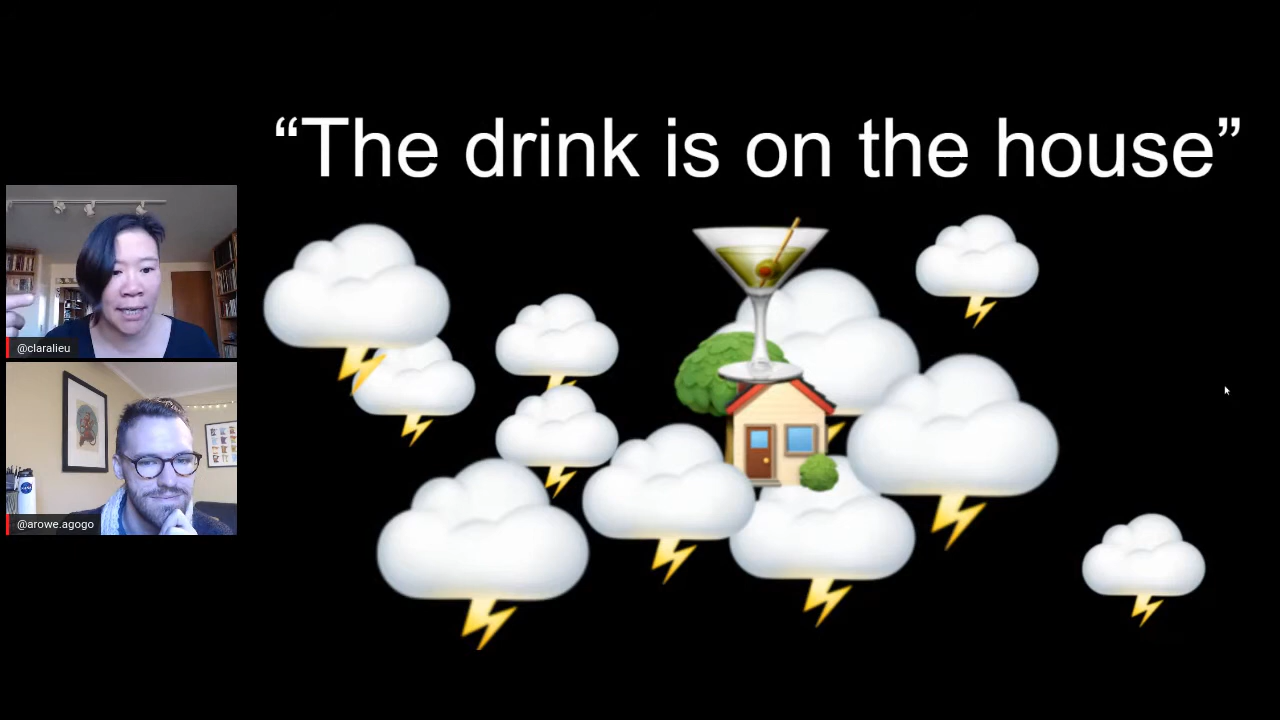 “The drink is on the house”
@claralieu
@arowe.agogo